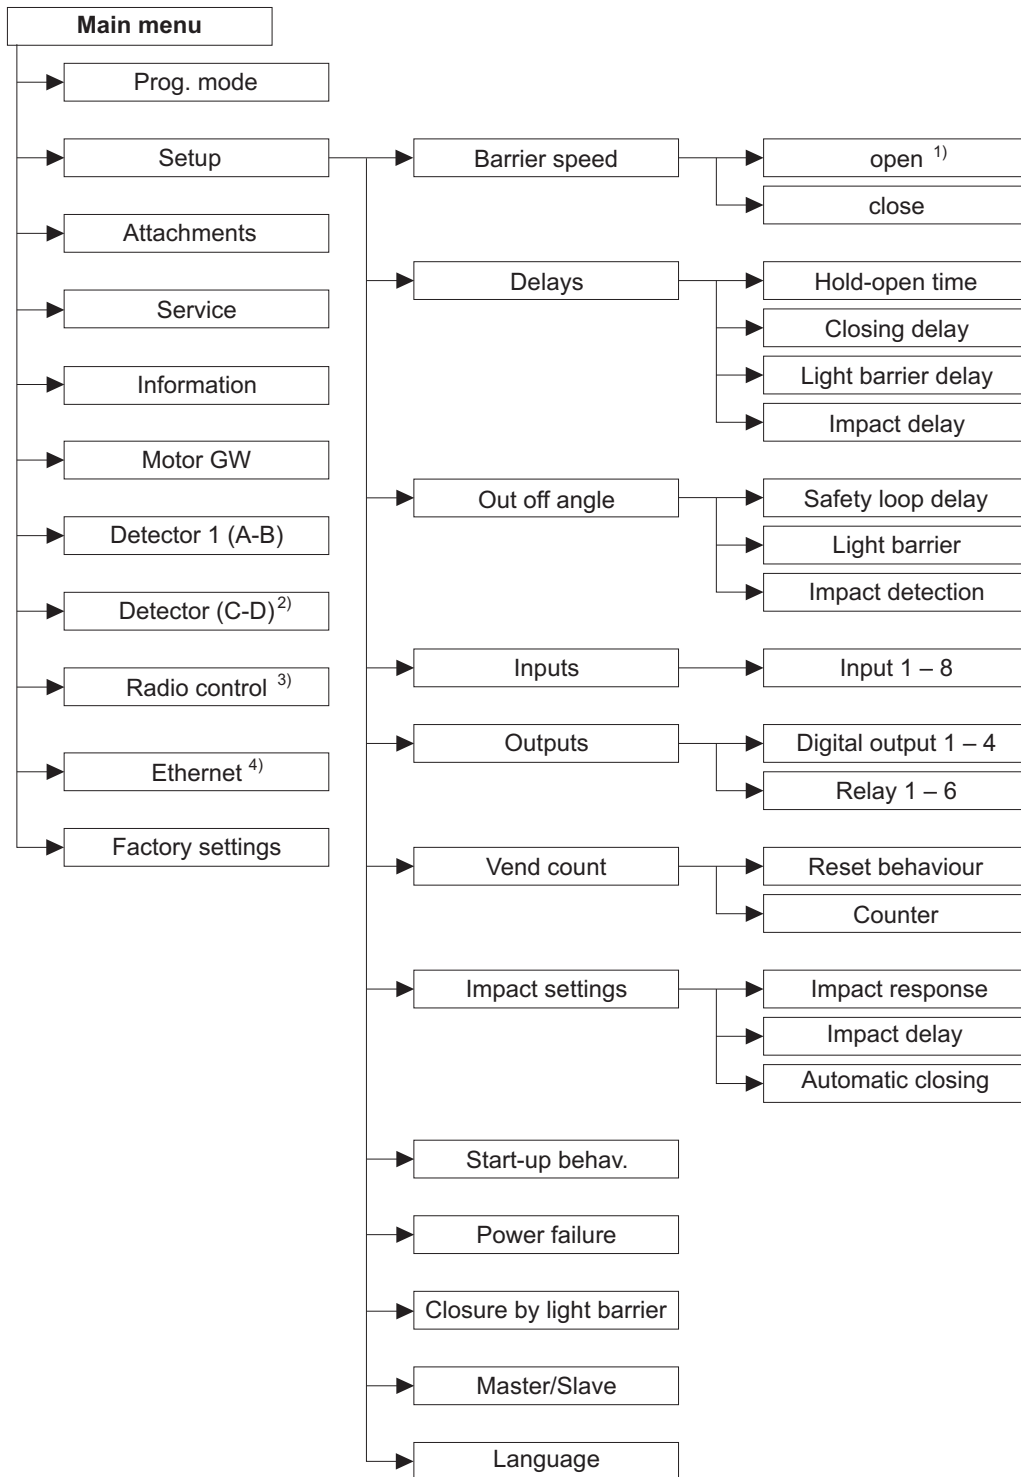 Main menu
Prog. mode
Setup
Attachments
Service
Information
Motor GW
Detector 1 (A-B)
Detector (C-D) 2)
Radio control 3)
Ethernet 4)
Factory settings
Barrier speed
Delays
Out off angle
Inputs
Outputs
Vend count
Impact settings
Start-up behav.
Power failure
Closure by light barrier
Master/Slave
Language
open 1)
close
Hold-open time
Closing delay
Light barrier delay
Impact delay
Safety loop delay
Light barrier
Impact detection
Input 1 – 8
Digital output 1 – 4
Relay 1 – 6
Reset behaviour
Counter
Impact response
Impact delay
Automatic closing